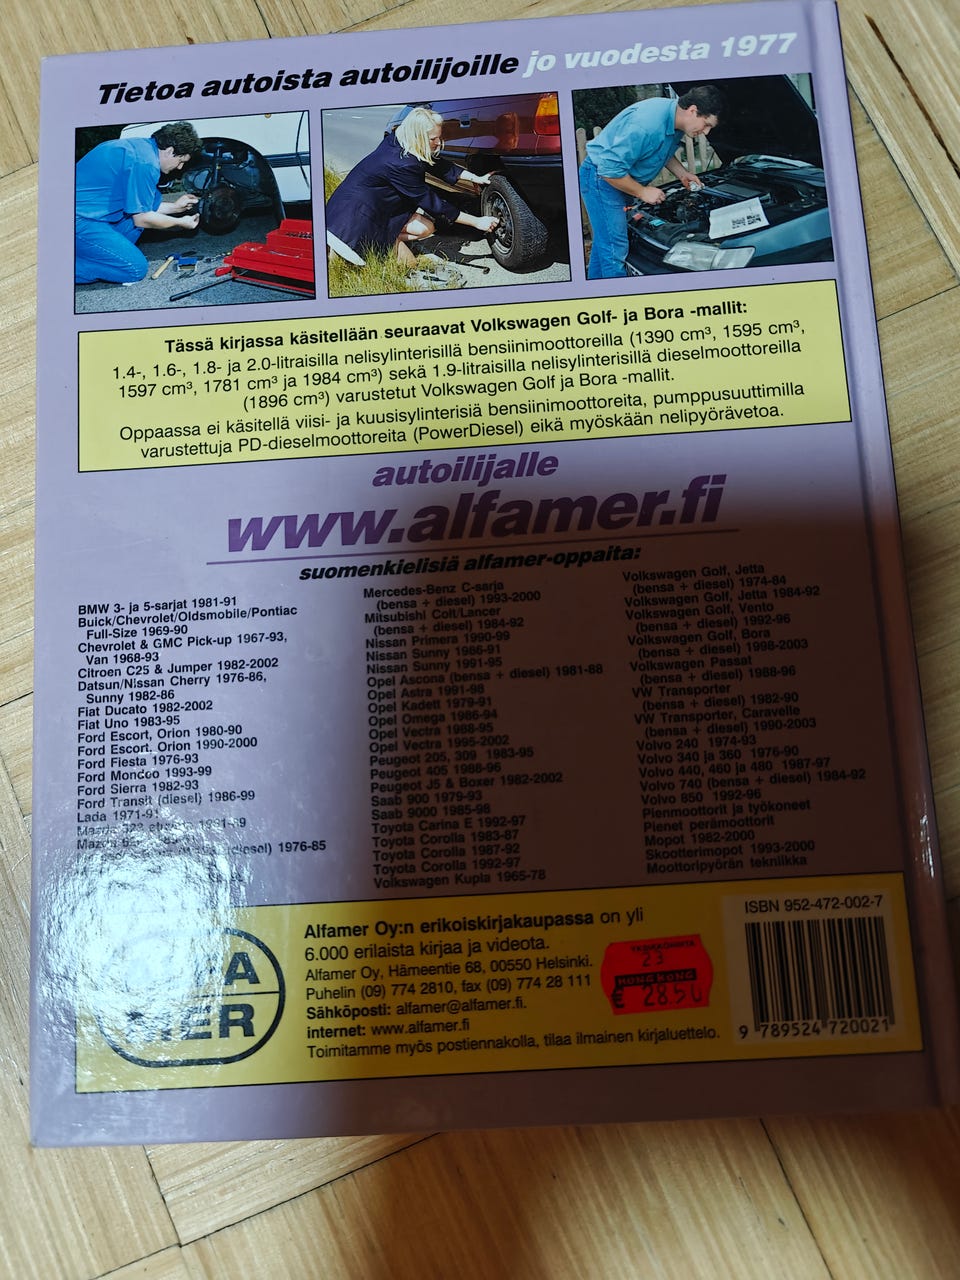 Tietoa autoista autoilijoille jo vuodesta 1977
Tässä kirjassa käsitellään seuraavat Volkswagen Golf- ja Bora -mallit:
1.4-, 1.6-, 1.8- ja 2.0-litraisilla nelisylinterisillä bensiinimoottoreilla (1390 cm³, 1595 cm³,
1597 cm³, 1781 cm³ ja 1984 cm³) sekä 1.9-litraisilla nelisylinterisillä dieselmoottoreilla
(1896 cm³) varustetut Volkswagen Golf ja Bora -mallit.
Oppaassa ei käsitellä viisi- ja kuusisylinterisiä bensiinimoottoreita, pumppusuuttimilla
varustettuja PD-dieselmoottoreita (PowerDiesel) eikä myöskään nelipyörävetoa.
autoilijalle
www.alfamer.fi
suomenkielisiä alfamer-oppaita:
BMW 3- ja 5-sarjat 1981-91
Buick/Chevrolet/Oldsmobile/Pontiac
Full-Size 1969-90
Chevrolet & GMC Pick-up 1967-93,
Van 1968-93
Citroen C25 & Jumper 1982-2002
Datsun/Nissan Cherry 1976-86,
Sunny 1982-86
Fiat Ducato 1982-2002
Fiat Uno 1983-95
Ford Escort, Orion 1980-90
Ford Escort, Orion 1990-2000
Ford Fiesta 1976-93
Ford Mondeo 1993-99
Ford Sierra 1982-93
Ford Transit (diesel) 1986-99
Lada 1971-91
Mazda 323
Mazda
diesel) 1976-85
Mercedes-Benz C-sarja
(bensa + diesel) 1993-2000
Mitsubishi Colt/Lancer
(bensa + diesel) 1984-92
Nissan Primera 1990-99
Nissan Sunny 1986-91
Nissan Sunny 1991-95
Opel Ascona (bensa + diesel) 1981-88
Opel Astra 1991-98
Opel Kadett 1979-91
Opel Omega 1986-94
Opel Vectra 1988-95
Opel Vectra 1995-2002
Peugeot 205, 309 1983-95
Peugeot 405 1988-96
Peugeot J5 & Boxer 1982-2002
Saab 900 1979-93
Saab 9000 1985-98
Toyota Carina E 1992-97
Toyota Corolla 1983-87
Toyota Corolla 1987-92
Toyota Corolla 1992-97
Volkswagen Kupla 1965-78
Volkswagen Golf, Jetta
(bensa + diesel) 1974-84
Volkswagen Golf, Jetta 1984-92
Volkswagen Golf, Vento
(bensa + diesel) 1992-96
Volkswagen Golf, Bora
(bensa + diesel) 1998-2003
Volkswagen Passat
(bensa + diesel) 1988-96
VW Transporter
(bensa + diesel) 1982-90
VW Transporter, Caravelle
(bensa + diesel) 1990-2003
Volvo 240 1974-93
Volvo 340 ja 360 1976-90
Volvo 440, 460 ja 480 1987-97
Volvo 740 (bensa + diesel) 1984-92
Volvo 850 1992-96
Pienmoottorit ja työkoneet
Pienet perämoottorit
Mopot 1982-2000
Skootterimopot 1993-2000
Moottoripyörän tekniikka
Alfamer Oy:n erikoiskirjakaupassa on yli
6.000 erilaista kirjaa ja videota.
Alfamer Oy, Hämeentie 68, 00550 Helsinki.
Puhelin (09) 774 2810, fax (09) 774 28 111
Sähköposti: alfamer@alfamer.fi.
internet: www.alfamer.fi
Toimitamme myös postiennakolla, tilaa ilmainen kirjaluettelo.
YKSIKKÖHINTA
23
HONG KONG
€ 28.50
ISBN 952-472-002-7
9 789524 720021